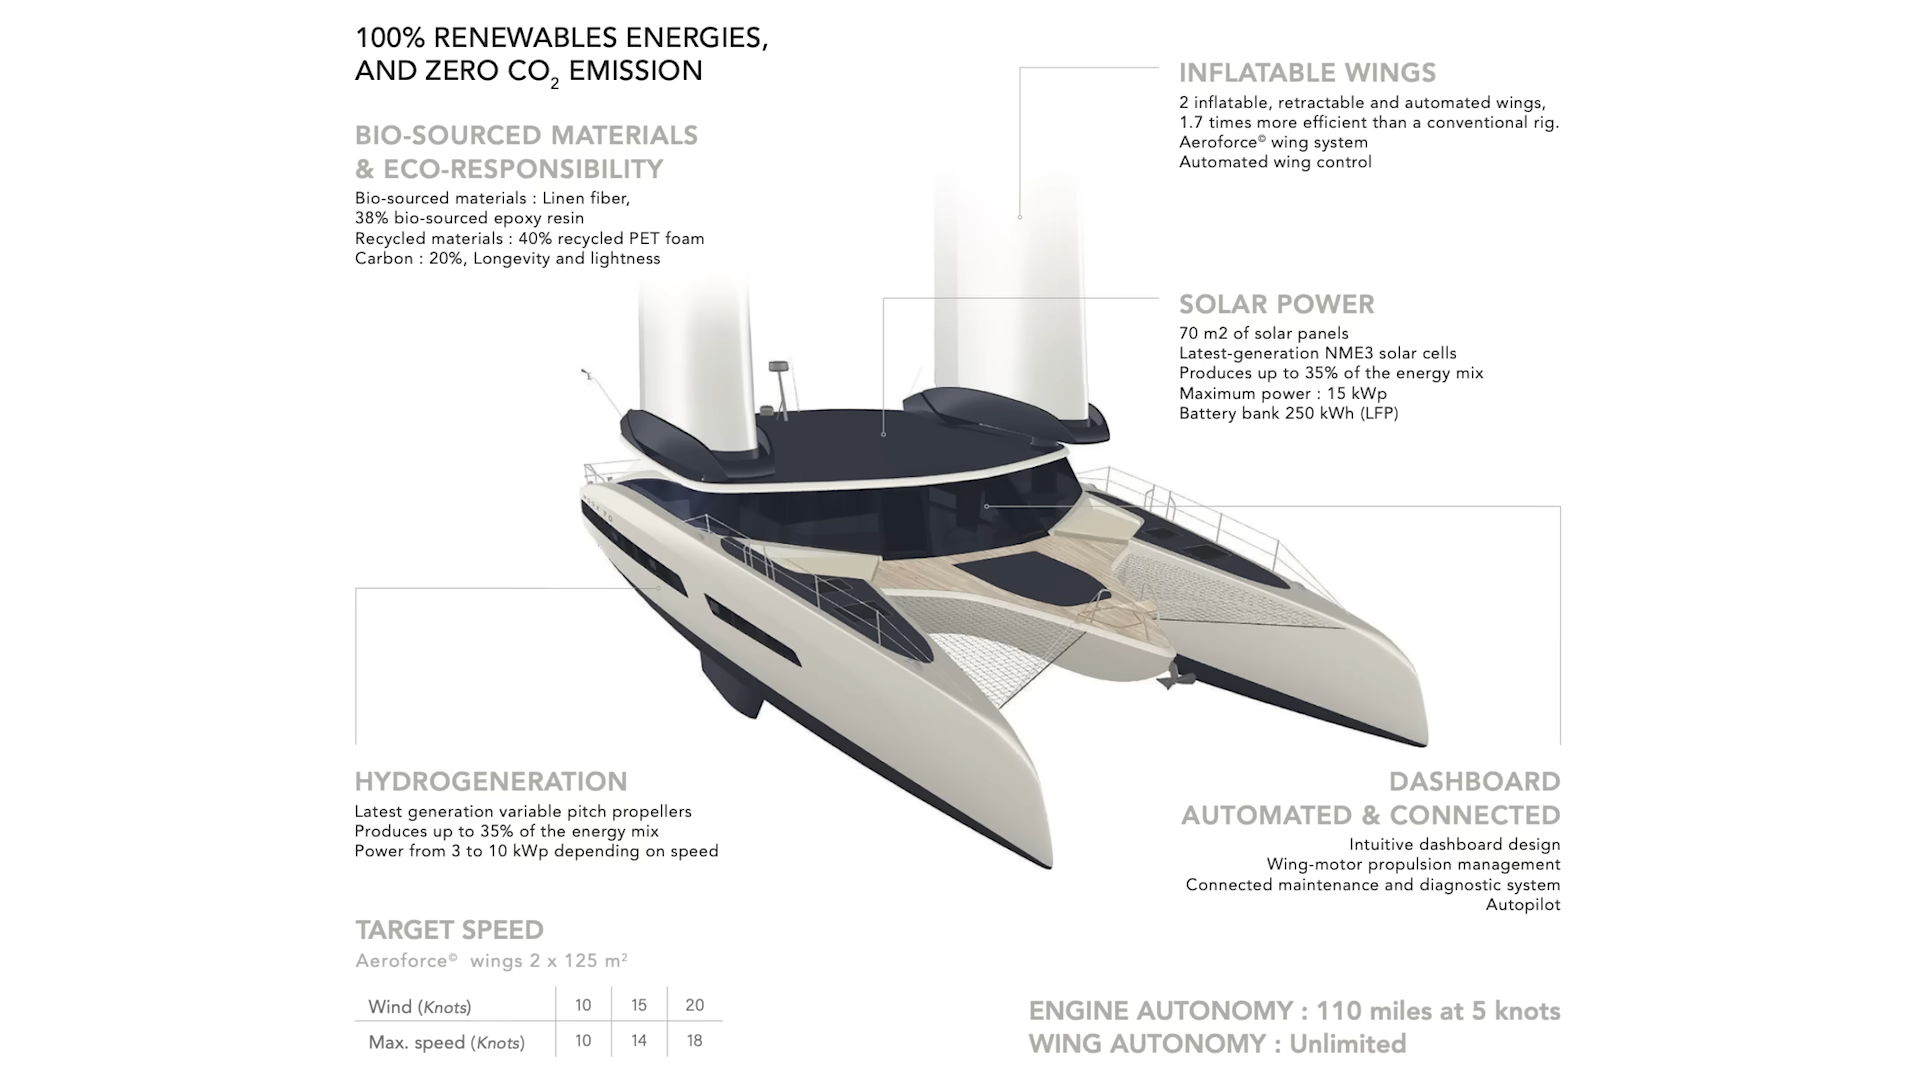 100% RENEWABLES ENERGIES,
AND ZERO CO2 EMISSION
BIO-SOURCED MATERIALS
& ECO-RESPONSIBILITY
Bio-sourced materials : Linen fiber,
38% bio-sourced epoxy resin
Recycled materials : 40% recycled PET foam
Carbon : 20%, Longevity and lightness
INFLATABLE WINGS
2 inflatable, retractable and automated wings,
1.7 times more efficient than a conventional rig.
Aeroforce© wing system
Automated wing control
SOLAR POWER
70 m2 of solar panels
Latest-generation NME3 solar cells
Produces up to 35% of the energy mix
Maximum power : 15 kWp
Battery bank 250 kWh (LFP)
HYDROGENERATION
Latest generation variable pitch propellers
Produces up to 35% of the energy mix
Power from 3 to 10 kWp depending on speed
DASHBOARD
AUTOMATED & CONNECTED
Intuitive dashboard design
Wing-motor propulsion management
Connected maintenance and diagnostic system
Autopilot
TARGET SPEED
Aeroforce© wings 2 x 125 m²
Wind (Knots) 10 15 20
Max. speed (Knots) 10 14 18
ENGINE AUTONOMY : 110 miles at 5 knots
WING AUTONOMY : Unlimited